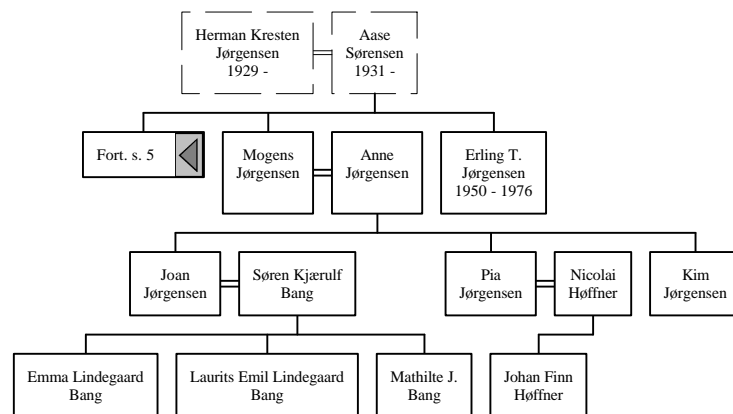 Herman Kresten
Jørgensen
1929 -
Aase
Sørensen
1931 -
Fort. s. 5
Mogens
Jørgensen
Anne
Jørgensen
Erling T.
Jørgensen
1950 - 1976
Joan
Jørgensen
Søren Kjærulf
Bang
Pia
Jørgensen
Nicolai
Høffner
Kim
Jørgensen
Emma Lindegaard
Bang
Laurits Emil Lindegaard
Bang
Mathilte J.
Bang
Johan Finn
Høffner